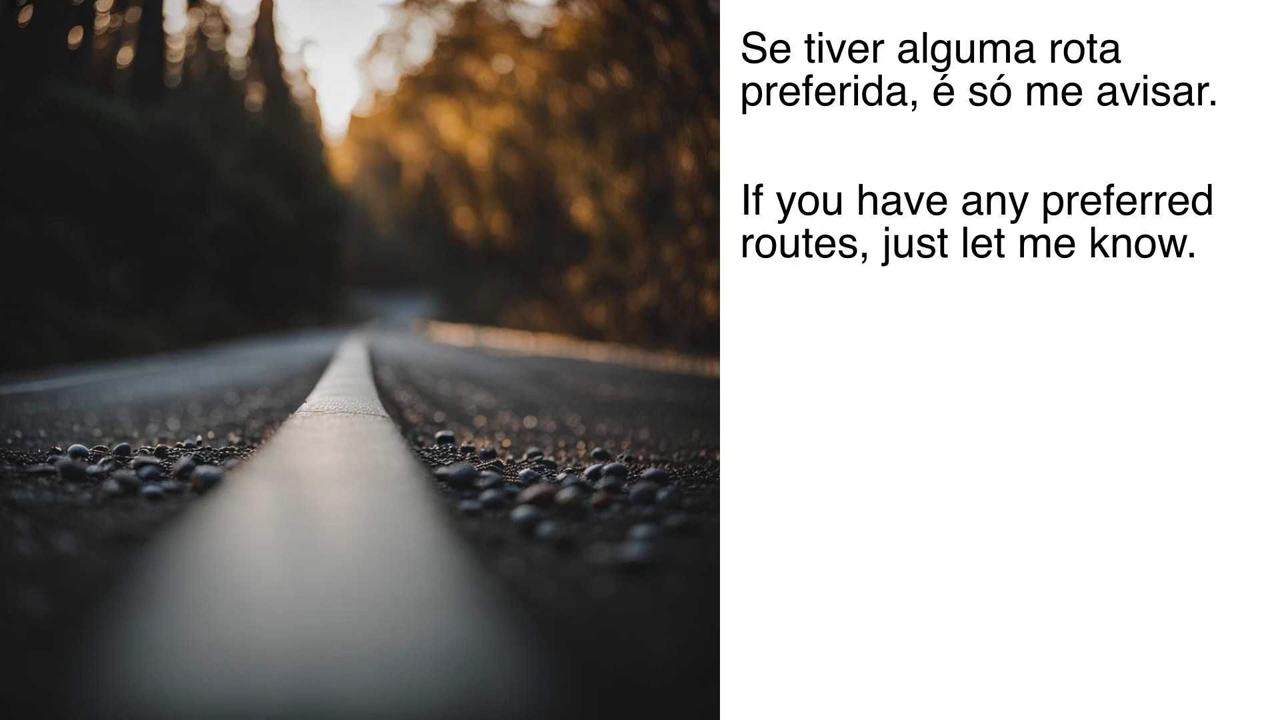 Se tiver alguma rota
preferida, é só me avisar.
If you have any preferred
routes, just let me know.